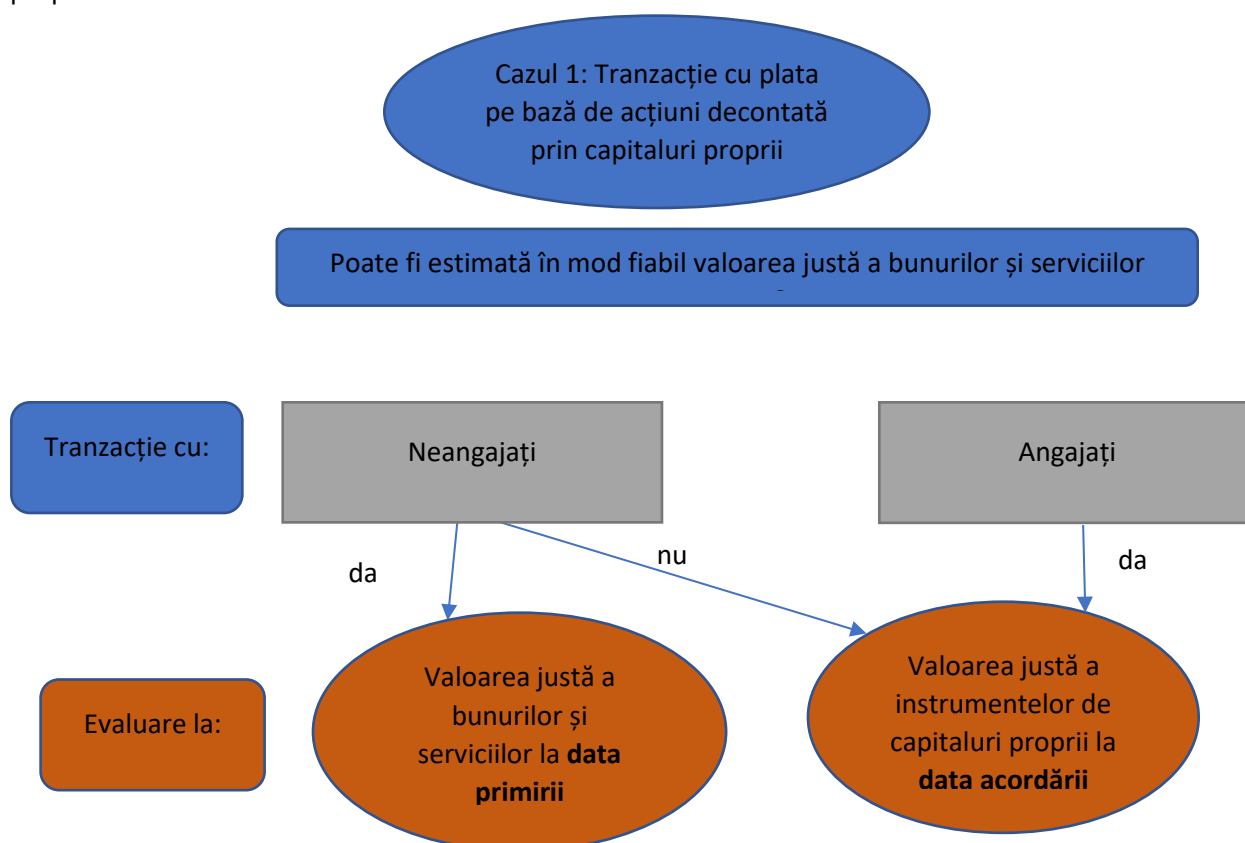 Cazul 1: Tranzacție cu plata
pe bază de acțiuni decontată
prin capitaluri proprii
Poate fi estimată în mod fiabil valoarea justă a bunurilor și serviciilor
Tranzacție cu:
Neangajați
Angajați
da
nu
da
Evaluare la:
Valoarea justă a
bunurilor și
serviciilor la data
primirii
Valoarea justă a
instrumentelor de
capitaluri proprii la
data acordării